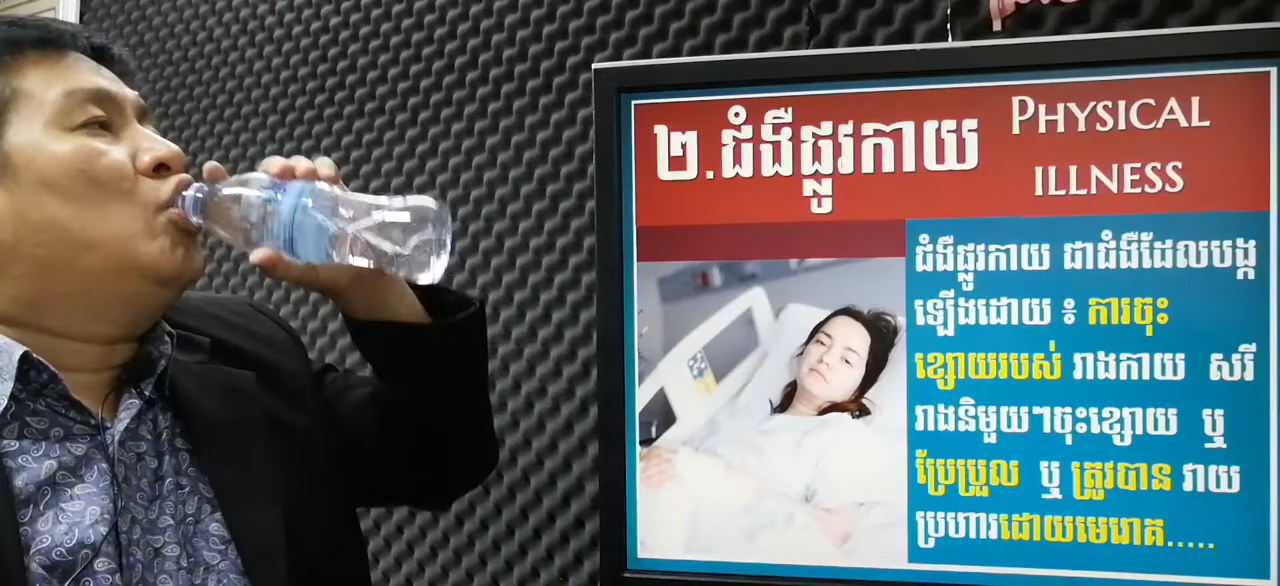 ២.ជំងឺផ្លូវកាយ
PHYSICAL
ILLNESS
ជំងឺផ្លូវកាយ ជាជំងឺដែលបង្ក
ឡើងដោយ ៖ ការចុះ
ខ្សោយរបស់ រាងកាយ សរី
រាងនិមួយៗចុះខ្សោយ ឬ
ប្រែប្រួល ឬ ត្រូវបាន វាយ
ប្រហារដោយមេរោគ.....